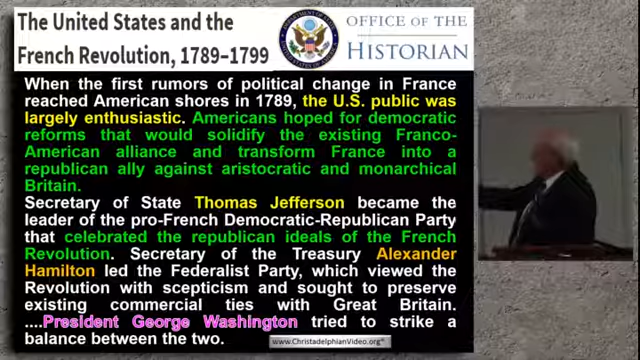 The United States and the
French Revolution, 1789–1799
OFFICE OF THE
HISTORIAN
When the first rumors of political change in France
reached American shores in 1789, the U.S. public was
largely enthusiastic. Americans hoped for democratic
reforms that would solidify the existing Franco-
American alliance and transform France into a
republican ally against aristocratic and monarchical
Britain.
Secretary of State Thomas Jefferson became the
leader of the pro-French Democratic-Republican Party
that celebrated the republican ideals of the French
Revolution. Secretary of the Treasury Alexander
Hamilton led the Federalist Party, which viewed the
Revolution with scepticism and sought to preserve
existing commercial ties with Great Britain.
....President George Washington tried to strike a
balance between the two.
www.ChristadelphianVideo.org